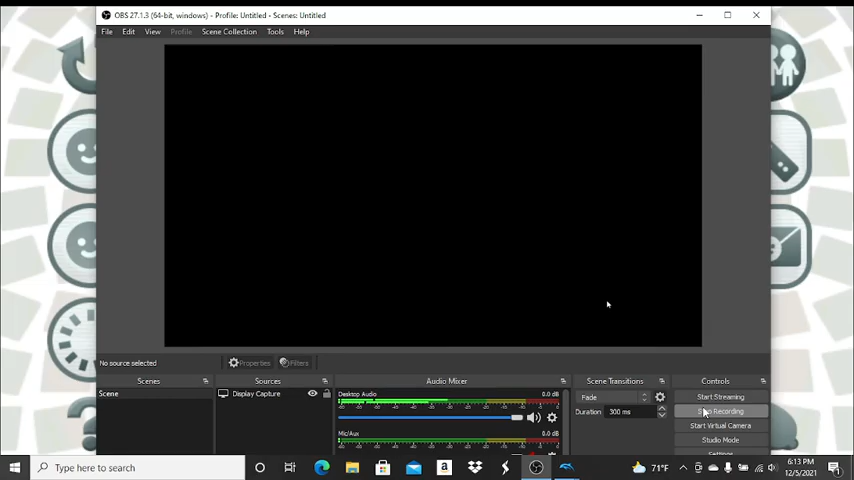 OBS 27.1.3 (64-bit, windows) - Profile: Untitled - Scenes: Untitled
File Edit View Profile Scene Collection Tools Help
No source selected Properties Filters
Scenes Sources Audio Mixer Scene Transitions Controls
Scene
Display Capture
Desktop Audio 0.0 dB
Mic/Aux 0.0 dB
Fade
Duration 300 ms
Start Streaming
Stop Recording
Start Virtual Camera
Studio Mode
Settings
Type here to search
71°F
6:13 PM
12/5/2021